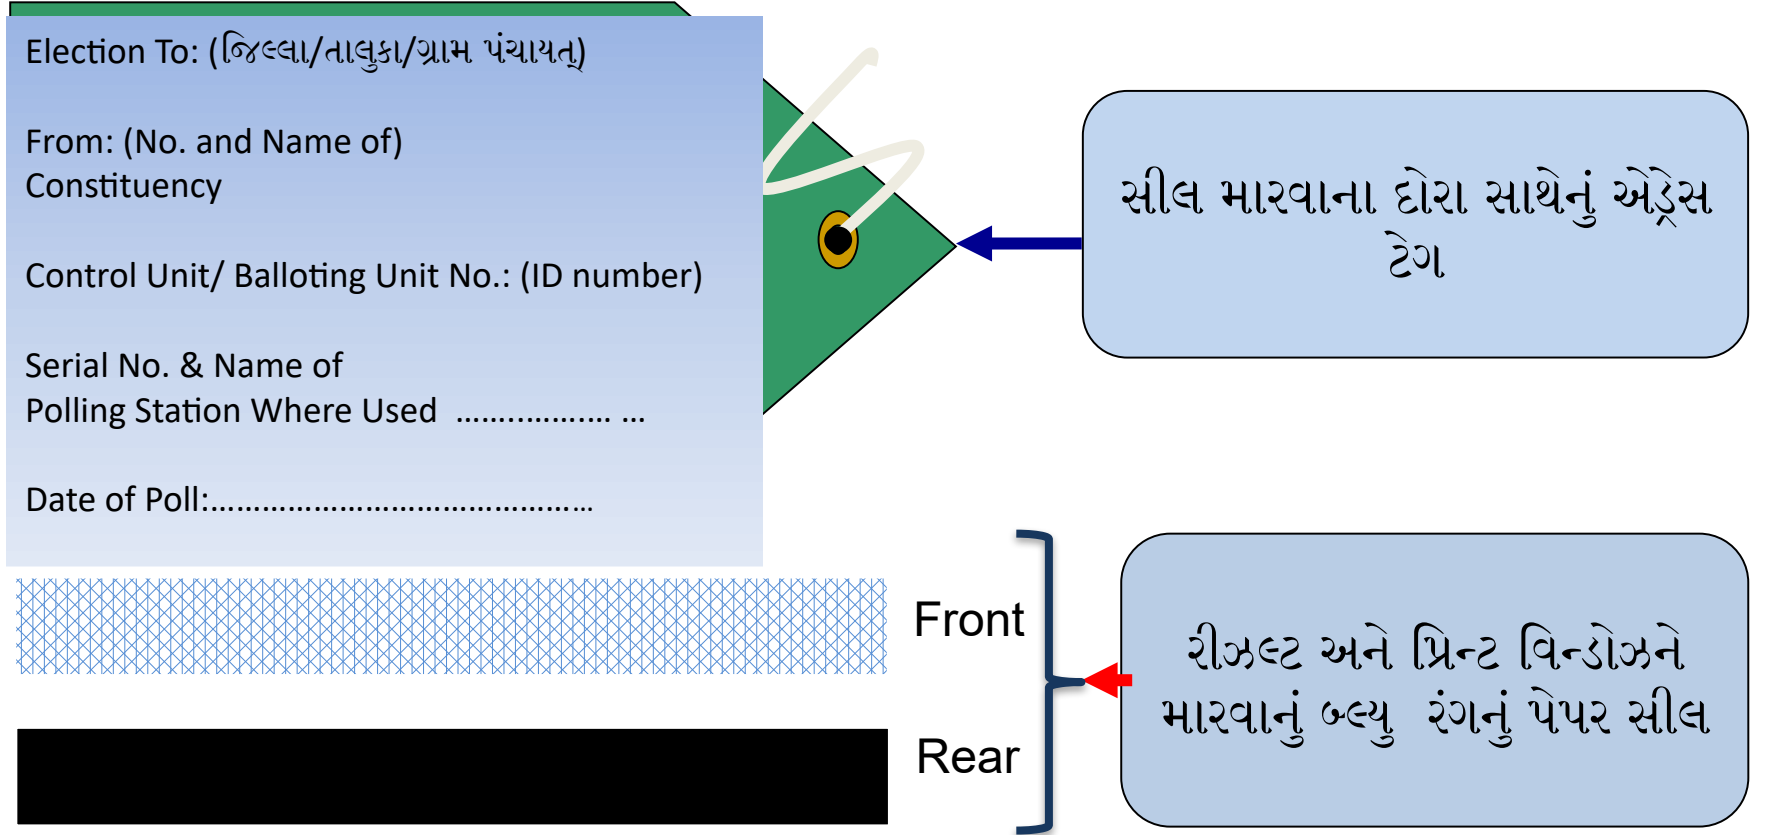 Election To: (જિલ્લા/તાલુકા/ગ્રામ પંચાયત્)
From: (No. and Name of)
Constituency
Control Unit/ Balloting Unit No.: (ID number)
Serial No. & Name of
Polling Station Where Used ……..…….… …
Date of Poll:……………………………………….
સીલ મારવાના દોરા સાથેનું એડ્રેસ
ટેગ
Front
Rear
રીઝલ્ટ અને પ્રિન્ટ વિન્ડોઝને
મારવાનું બ્લ્યુ રંગનું પેપર સીલ